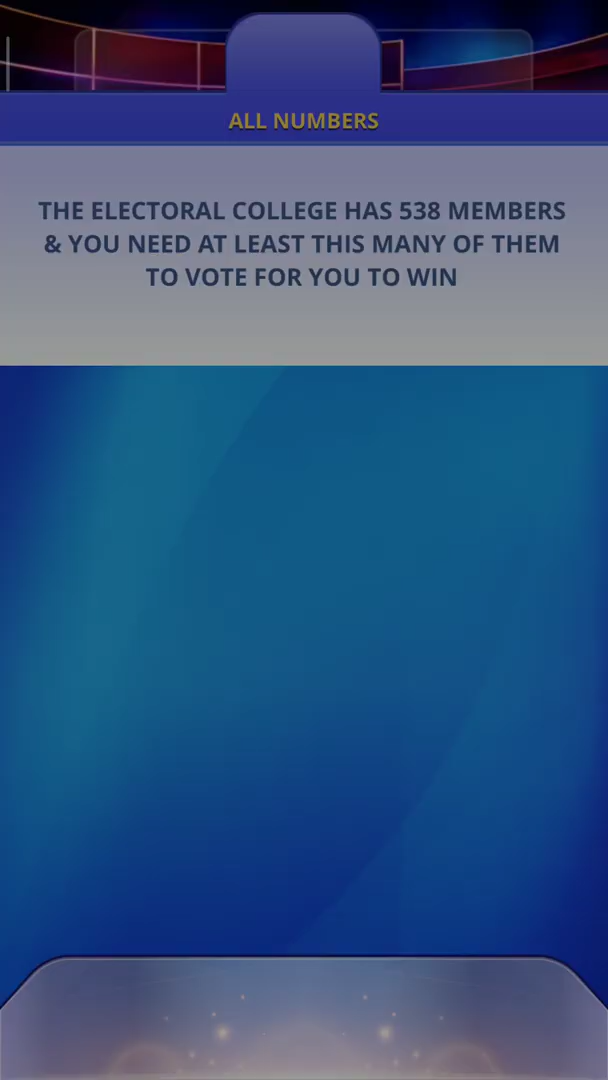 ALL NUMBERS
THE ELECTORAL COLLEGE HAS 538 MEMBERS
& YOU NEED AT LEAST THIS MANY OF THEM
TO VOTE FOR YOU TO WIN